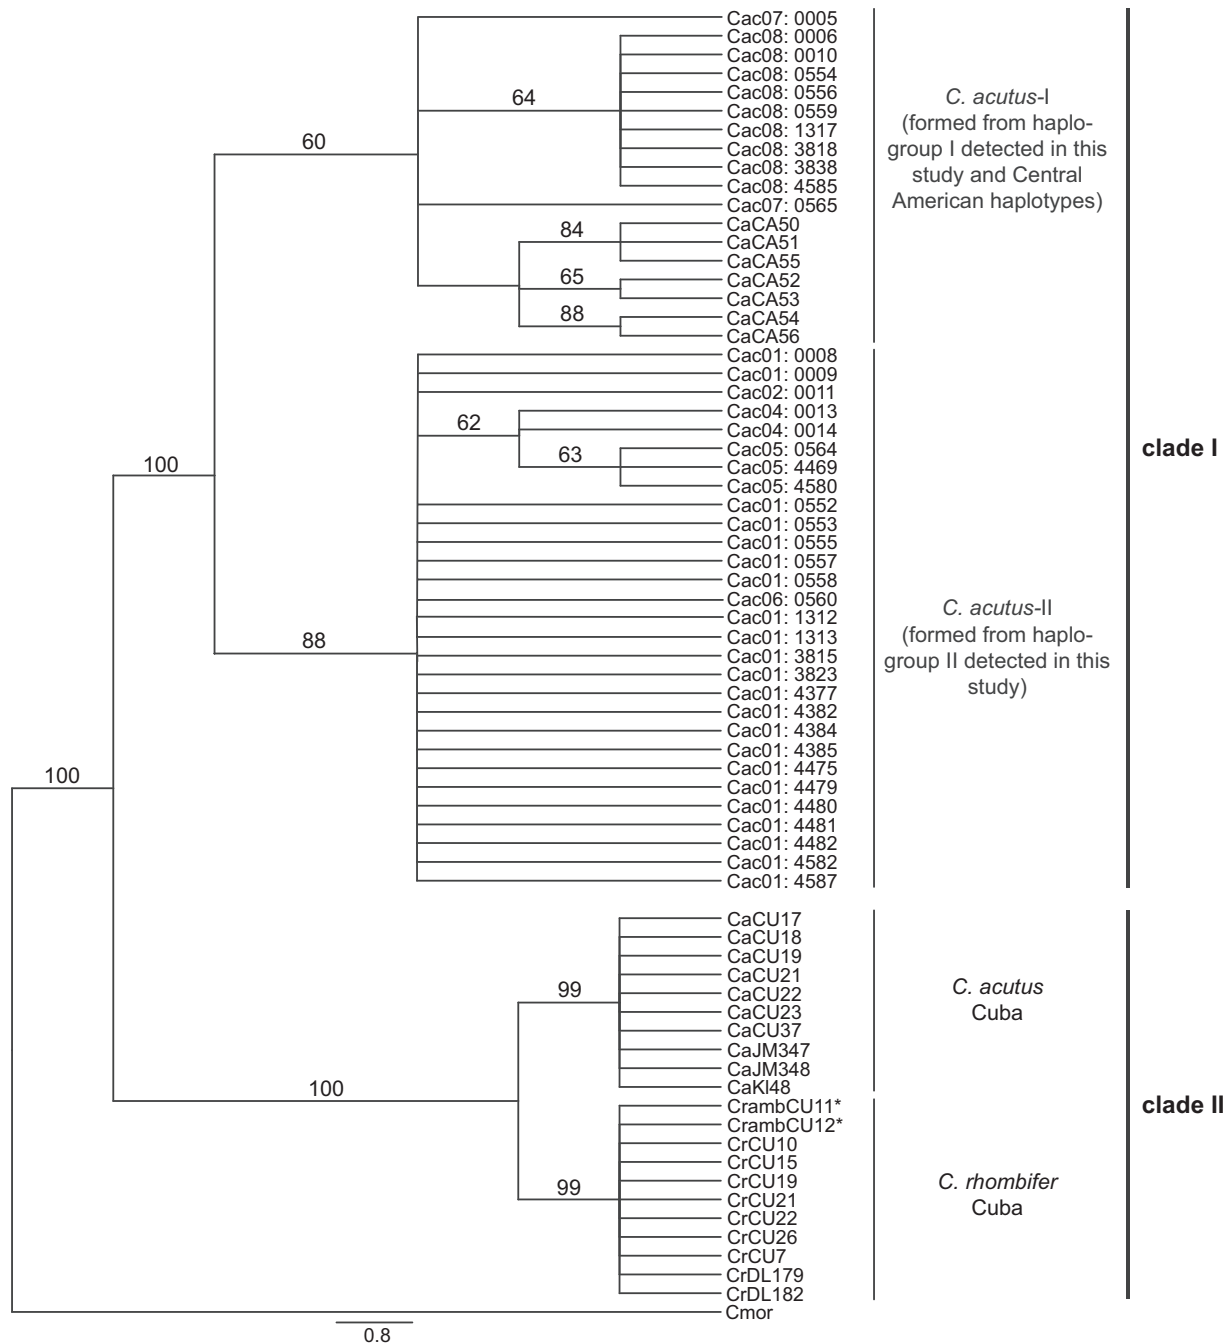 Cac07: 0005
Cac08: 0006
Cac08: 0010
Cac08: 0554
Cac08: 0556
Cac08: 0559
Cac08: 1317
Cac08: 3818
Cac08: 3838
Cac08: 4585
Cac07: 0565
CaCA50
CaCA51
CaCA55
CaCA52
CaCA53
CaCA54
CaCA56
Cac01: 0008
Cac01: 0009
Cac02: 0011
Cac04: 0013
Cac04: 0014
Cac05: 0564
Cac05: 4469
Cac05: 4580
Cac01: 0552
Cac01: 0553
Cac01: 0555
Cac01: 0557
Cac01: 0558
Cac06: 0560
Cac01: 1312
Cac01: 1313
Cac01: 3815
Cac01: 3823
Cac01: 4377
Cac01: 4382
Cac01: 4384
Cac01: 4385
Cac01: 4475
Cac01: 4479
Cac01: 4480
Cac01: 4481
Cac01: 4482
Cac01: 4582
Cac01: 4587
CaCU17
CaCU18
CaCU19
CaCU21
CaCU22
CaCU23
CaCU37
CaJM347
CaJM348
CaKI48
CrambCU11*
CrambCU12*
CrCU10
CrCU15
CrCU19
CrCU21
CrCU22
CrCU26
CrCU7
CrDL179
CrDL182
Cmor
64
60
84
65
88
62
63
100
88
100
99
100
99
0.8
C. acutus-I
(formed from haplo-
group I detected in this
study and Central
American haplotypes)
C. acutus-II
(formed from haplo-
group II detected in this
study)
C. acutus
Cuba
C. rhombifer
Cuba
clade I
clade II